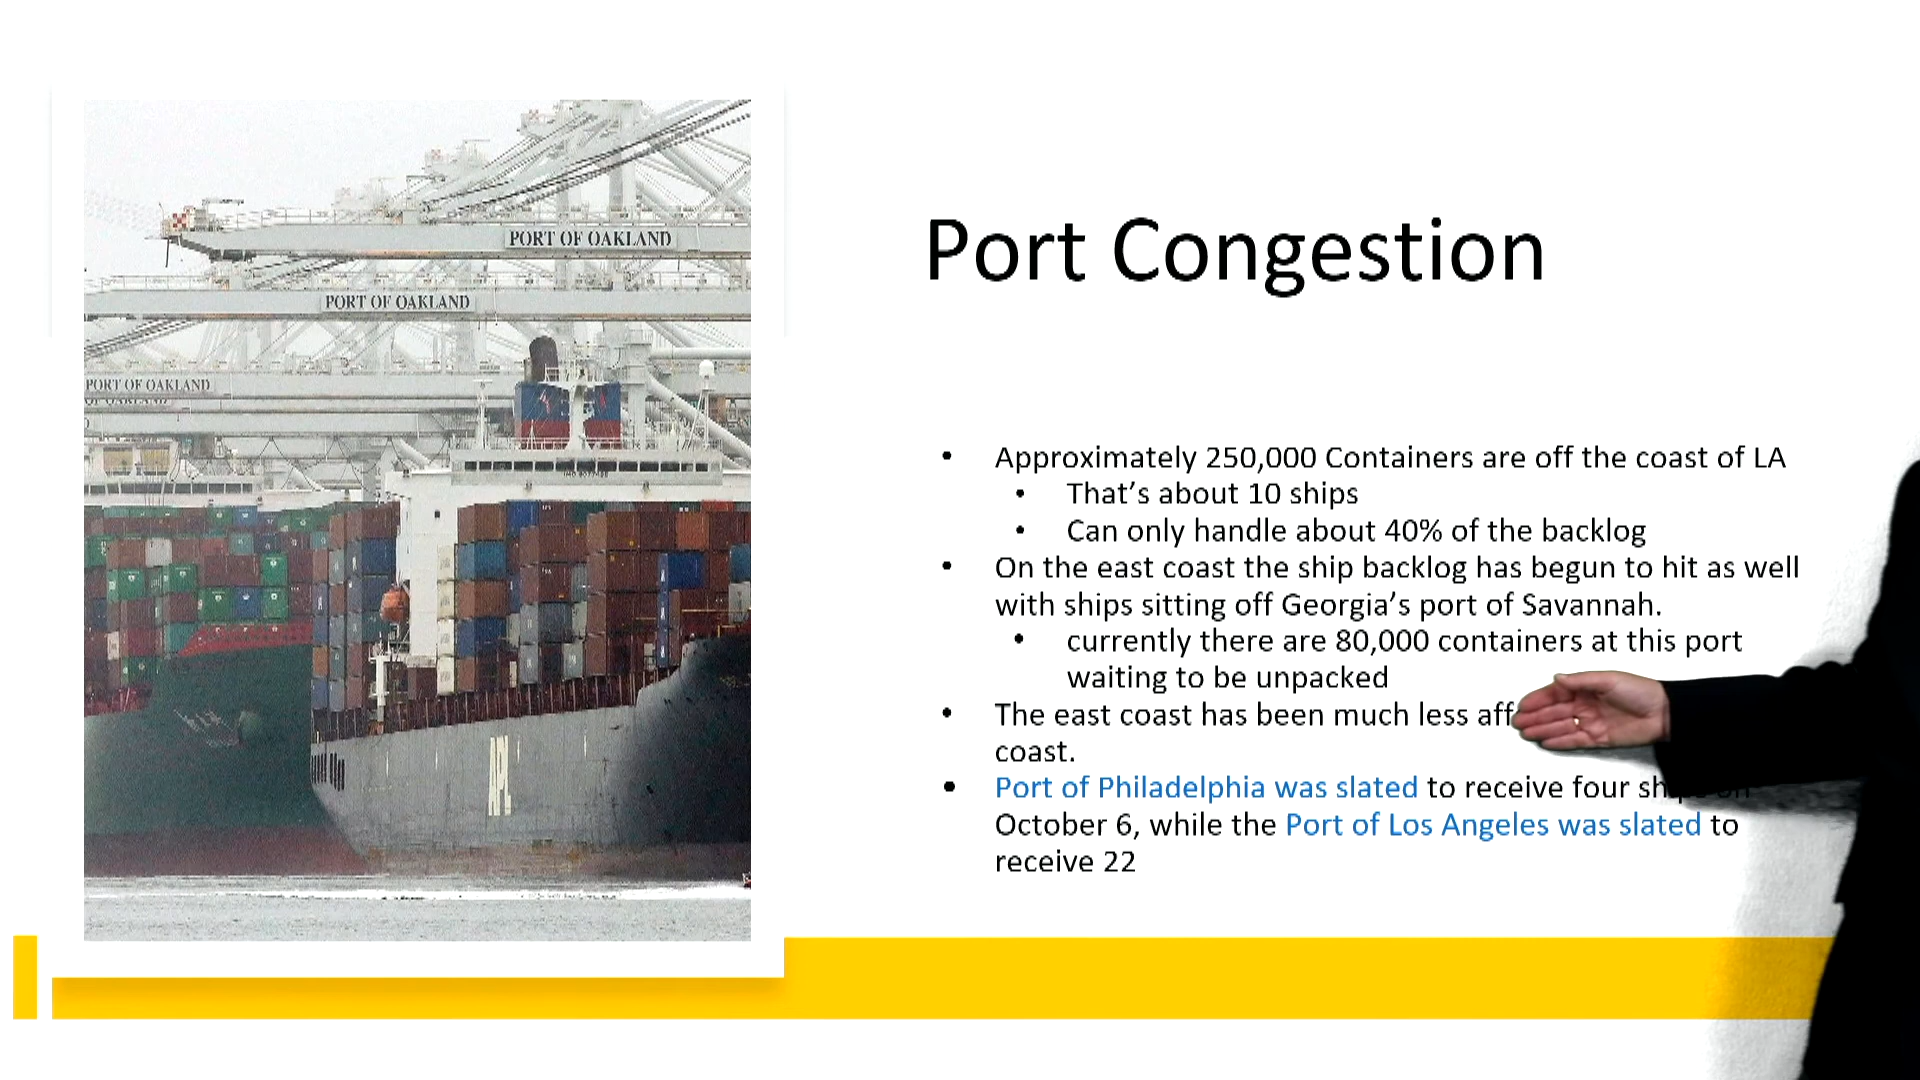 PORT OF OAKLAND
PORT OF OAKLAND
PORT OF OAKLAND
OF OAKLAND
APL
Port Congestion
• Approximately 250,000 Containers are off the coast of LA
• That’s about 10 ships
• Can only handle about 40% of the backlog
• On the east coast the ship backlog has begun to hit as well
with ships sitting off Georgia’s port of Savannah.
• currently there are 80,000 containers at this port
waiting to be unpacked
• The east coast has been much less
coast.
• Port of Philadelphia was slated to receive four
October 6, while the Port of Los Angeles was slated to
receive 22